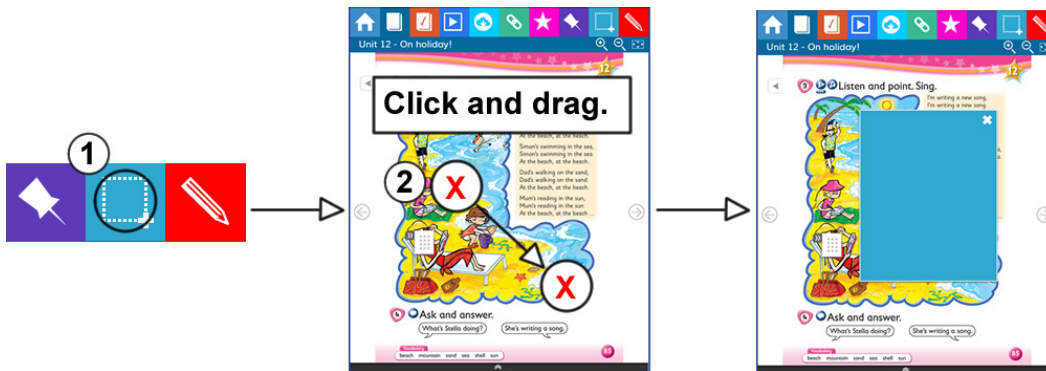 1
Unit 12 - On holiday!
12
Click and drag.
At the beach, at the beach.
Simon's swimming in the sea,
Simon's swimming in the sea.
At the beach, at the beach.
Dad's walking on the sand,
Dad's walking on the sand.
At the beach, at the beach.
Mum's reading in the sun,
Mum's reading in the sun.
At the beach, at the beach ...
2
X
X
4 Ask and answer.
What's Stella doing?
She's writing a song.
Vocabulary
beach mountain sand sea shell sun
85
Unit 12 - On holiday!
12
3 Listen and point. Sing.
I'm writing a new song,
I'm writing a new song.
4 Ask and answer.
What's Stella doing?
She's writing a song.
Vocabulary
beach mountain sand sea shell sun
85